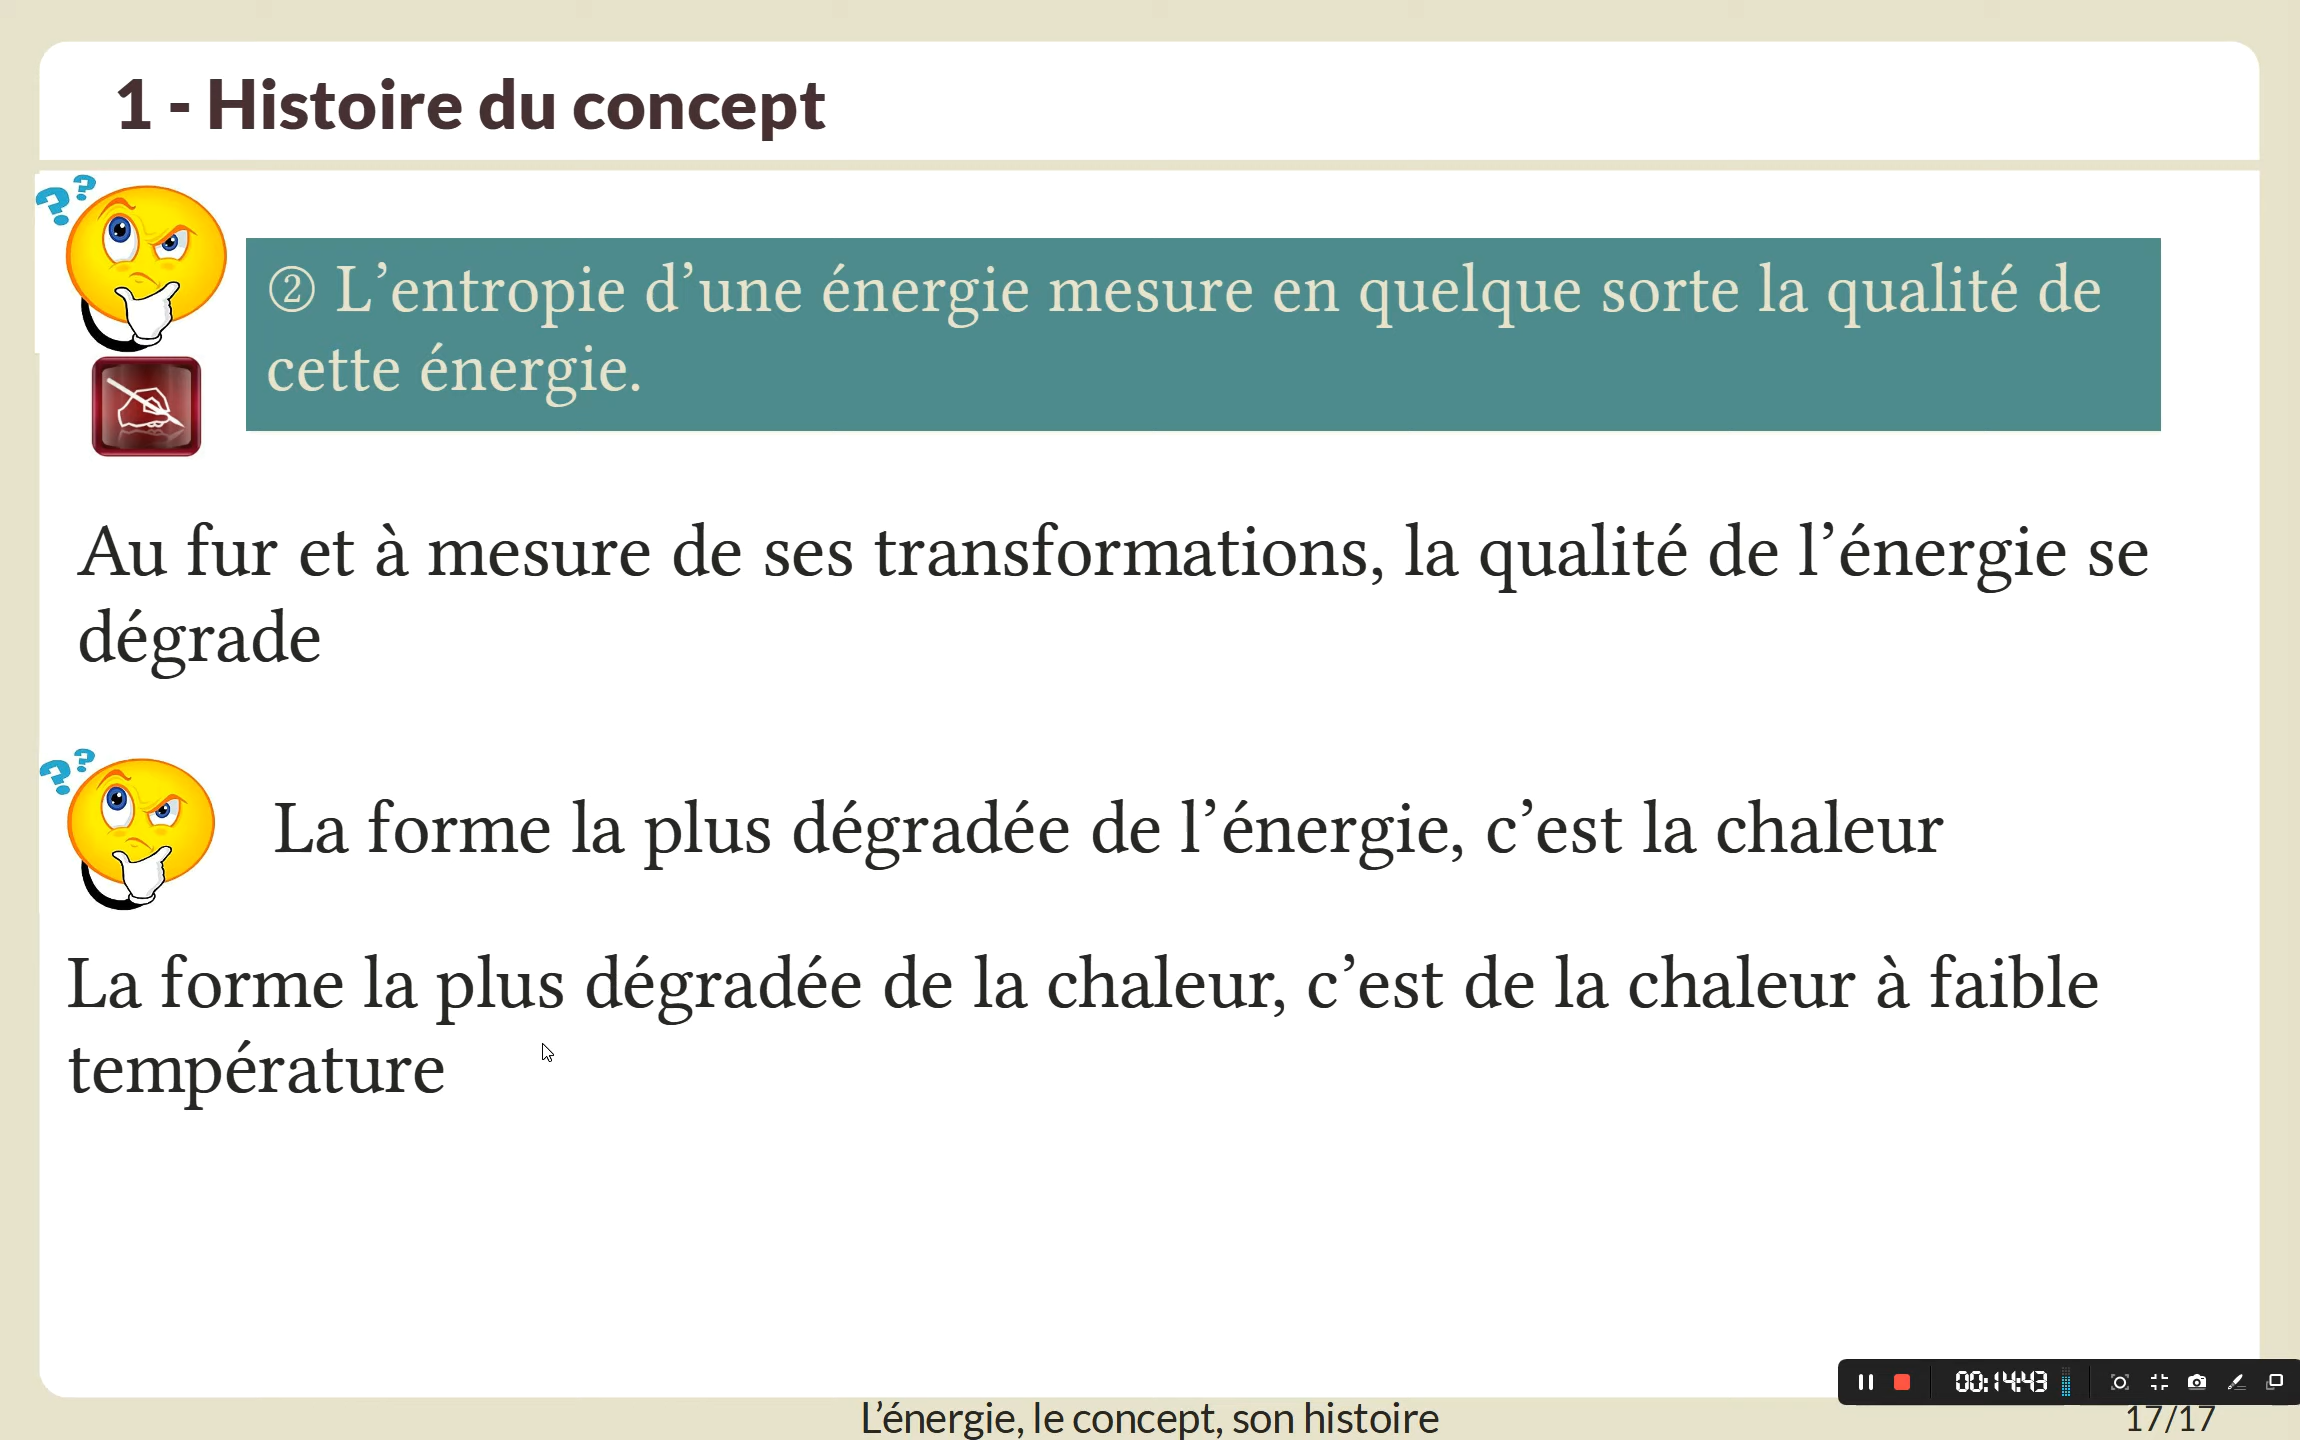 1 - Histoire du concept
? ?
② L’entropie d’une énergie mesure en quelque sorte la qualité de
cette énergie.
Au fur et à mesure de ses transformations, la qualité de l’énergie se
dégrade
? ?
La forme la plus dégradée de l’énergie, c’est la chaleur
La forme la plus dégradée de la chaleur, c’est de la chaleur à faible
température
00:14:43
L’énergie, le concept, son histoire
17/17